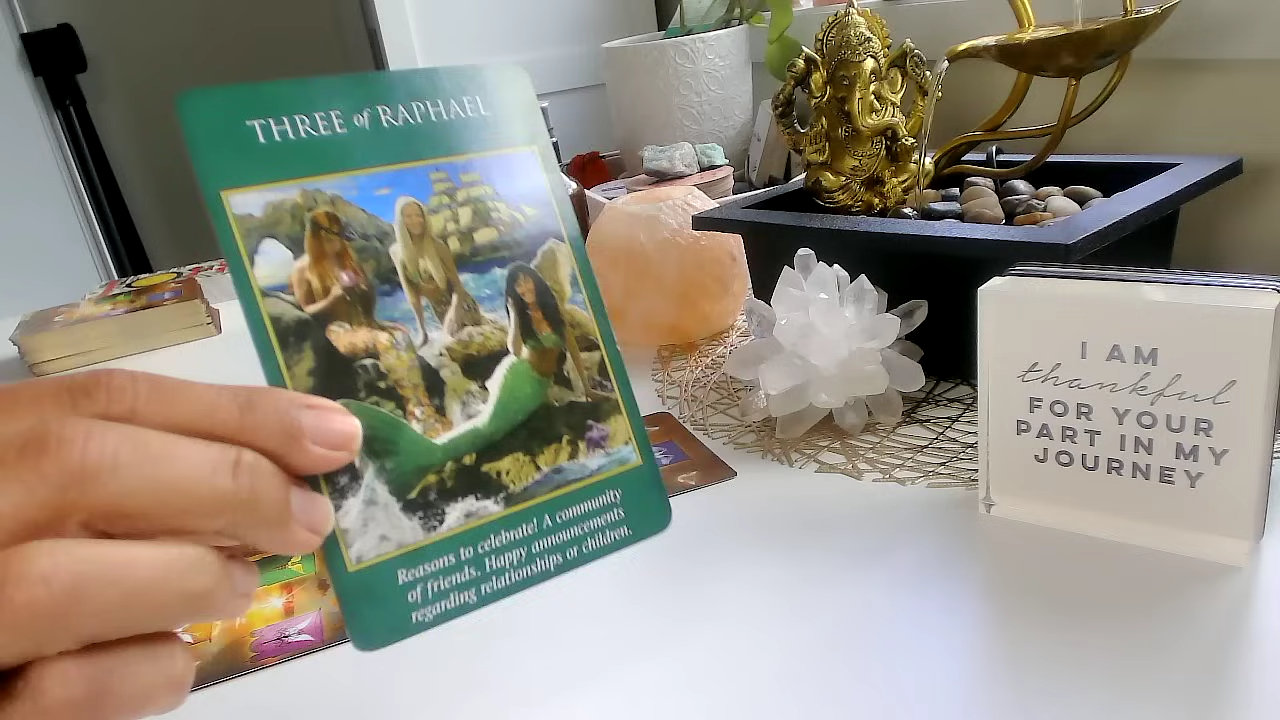 THREE of RAPHAEL
Reasons to celebrate! A community
of friends. Happy announcements
regarding relationships or children.
I AM
thankful
FOR YOUR
PART IN MY
JOURNEY